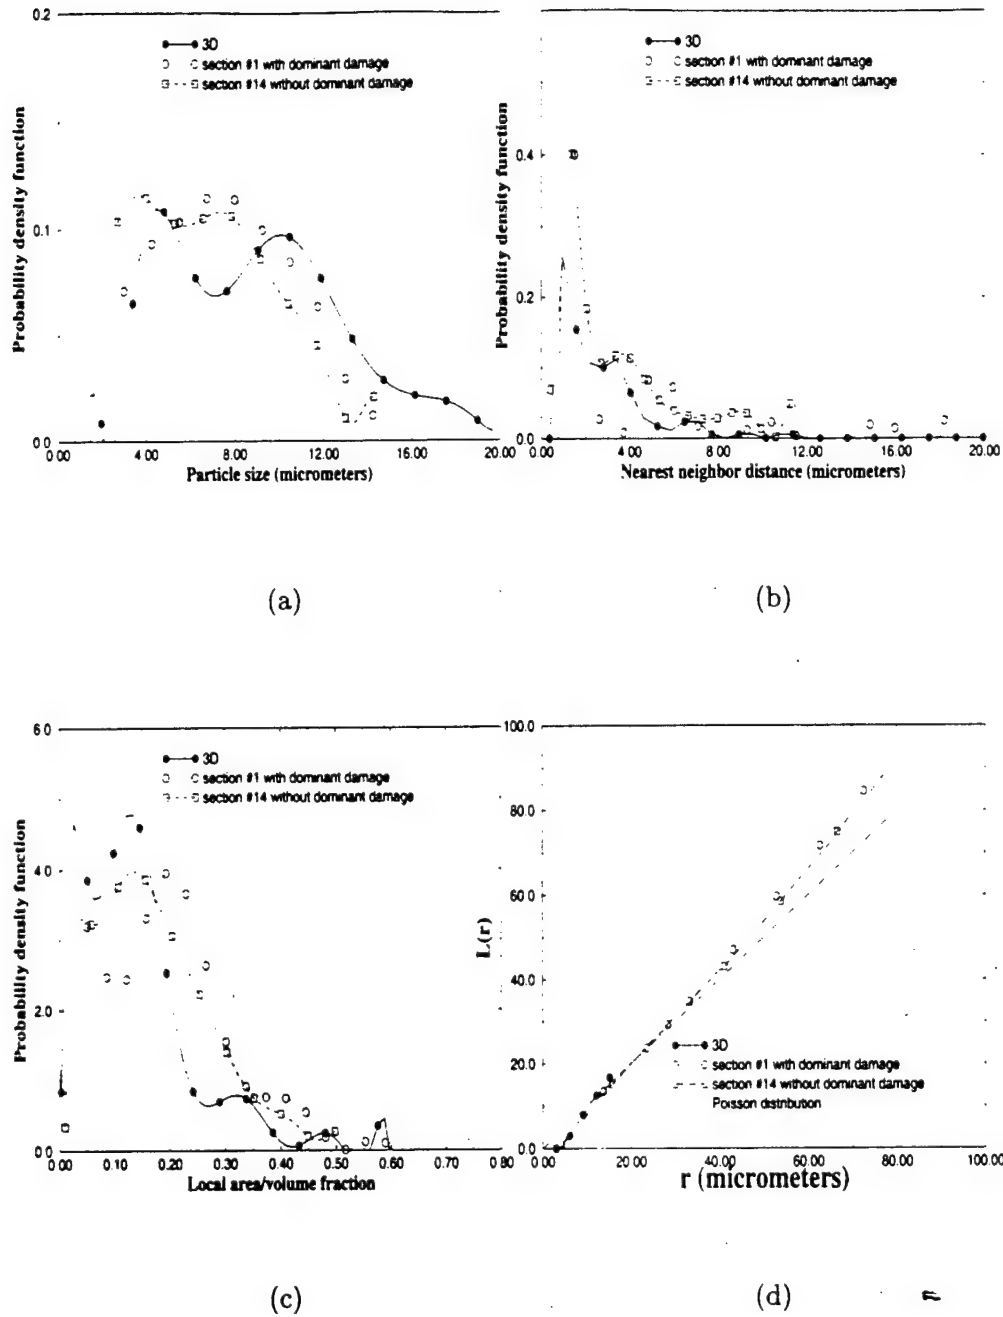 0.2
3D
section #1 with dominant damage
section #14 without dominant damage
Probability density function
0.1
0.0
0.00 4.00 8.00 12.00 16.00 20.00
Particle size (micrometers)
(a)
3D
section #1 with dominant damage
section #14 without dominant damage
Probability density function
0.4
0.2
0.0
0.00 4.00 8.00 12.00 16.00 20.00
Nearest neighbor distance (micrometers)
(b)
6.0
3D
section #1 with dominant damage
section #14 without dominant damage
Probability density function
4.0
2.0
0.0
0.00 0.10 0.20 0.30 0.40 0.50 0.60 0.70 0.80
Local area/volume fraction
(c)
100.0
80.0
60.0
L(r)
40.0
20.0
0.0
3D
section #1 with dominant damage
section #14 without dominant damage
Poisson distribution
0.00 20.00 40.00 60.00 80.00 100.00
r (micrometers)
(d)